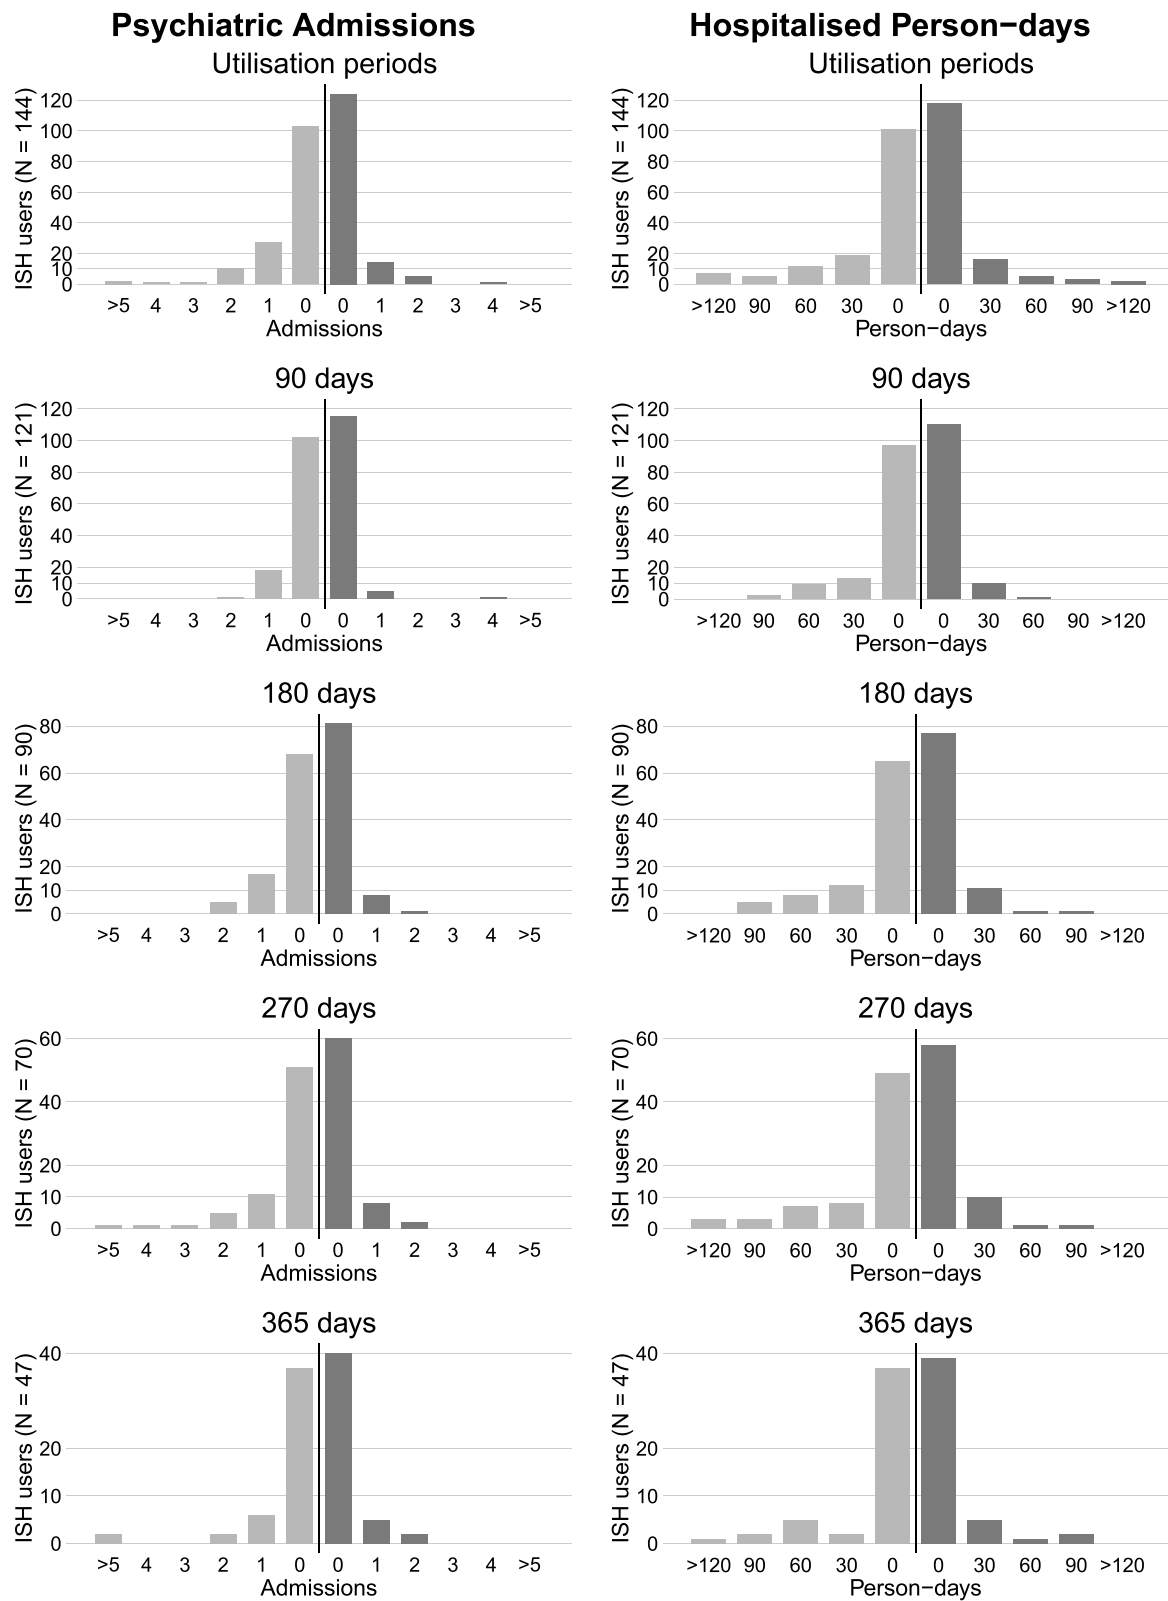 Psychiatric Admissions
Utilisation periods
ISH users (N = 144)
120
100
80
60
40
20
10
0
>5 4 3 2 1 0 0 1 2 3 4 >5
Admissions
90 days
ISH users (N = 121)
120
100
80
60
40
20
10
0
>5 4 3 2 1 0 0 1 2 3 4 >5
Admissions
180 days
ISH users (N = 90)
80
60
40
20
10
0
>5 4 3 2 1 0 0 1 2 3 4 >5
Admissions
270 days
ISH users (N = 70)
60
40
20
10
0
>5 4 3 2 1 0 0 1 2 3 4 >5
Admissions
365 days
ISH users (N = 47)
40
20
10
0
>5 4 3 2 1 0 0 1 2 3 4 >5
Admissions
Hospitalised Person−days
Utilisation periods
ISH users (N = 144)
120
100
80
60
40
20
10
0
>120 90 60 30 0 0 30 60 90 >120
Person−days
90 days
ISH users (N = 121)
120
100
80
60
40
20
10
0
>120 90 60 30 0 0 30 60 90 >120
Person−days
180 days
ISH users (N = 90)
80
60
40
20
10
0
>120 90 60 30 0 0 30 60 90 >120
Person−days
270 days
ISH users (N = 70)
60
40
20
10
0
>120 90 60 30 0 0 30 60 90 >120
Person−days
365 days
ISH users (N = 47)
40
20
10
0
>120 90 60 30 0 0 30 60 90 >120
Person−days